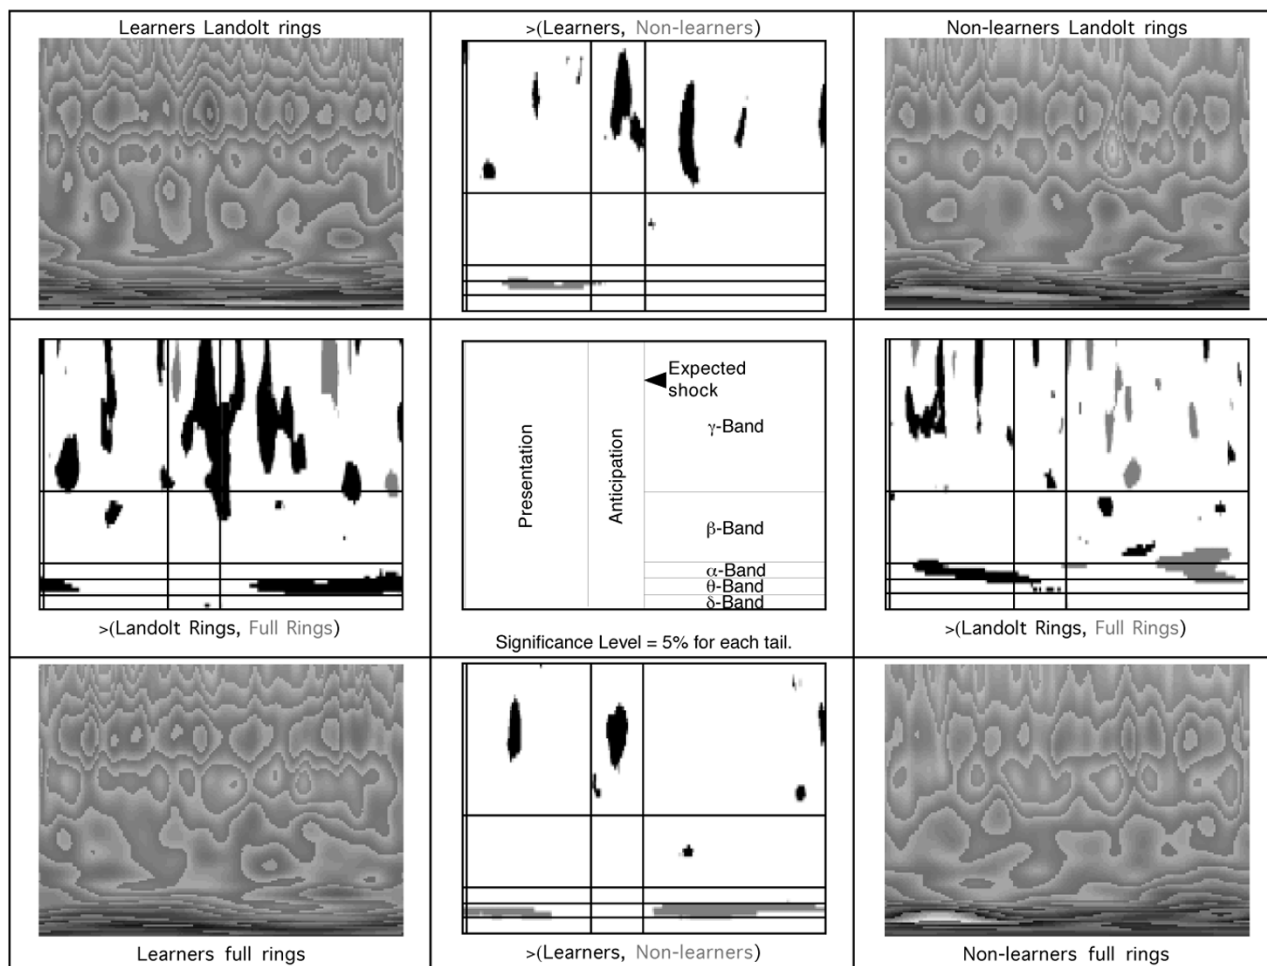 Learners Landolt rings
>(Learners, Non-learners)
Non-learners Landolt rings
>(Landolt Rings, Full Rings)
Presentation
Anticipation
Expected
shock
γ-Band
β-Band
α-Band
θ-Band
δ-Band
Significance Level = 5% for each tail.
>(Landolt Rings, Full Rings)
Learners full rings
>(Learners, Non-learners)
Non-learners full rings